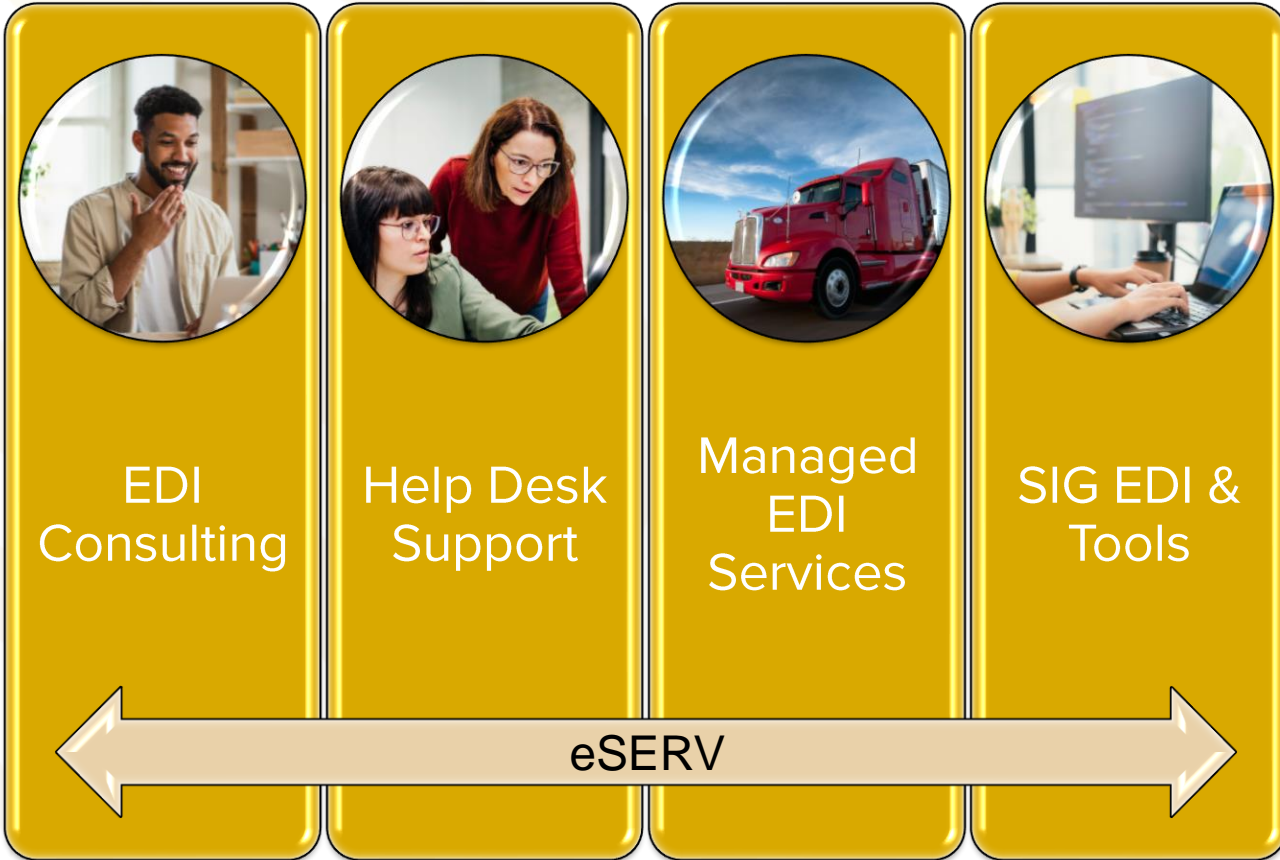 EDI
Consulting
Help Desk
Support
Managed
EDI
Services
SIG EDI &
Tools
eSERV